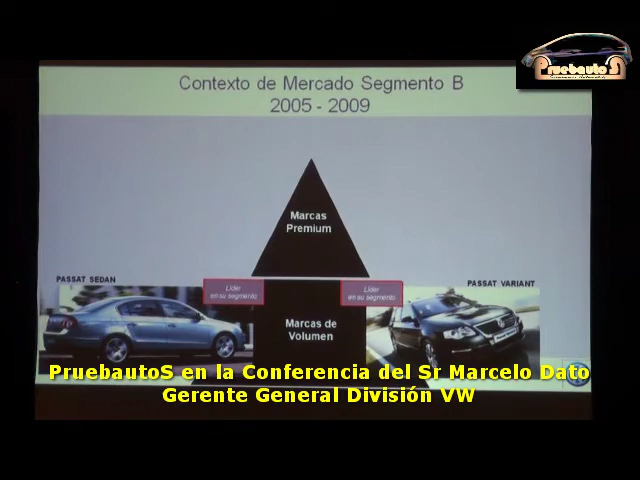 PruebautoS
Contexto de Mercado Segmento B
2005 - 2009
Marcas
Premium
PASSAT SEDAN
PASSAT VARIANT
Líder
en su segmento
Líder
en su segmento
Marcas de
Volumen
PruebautoS en la Conferencia del Sr Marcelo Dato
Gerente General División VW